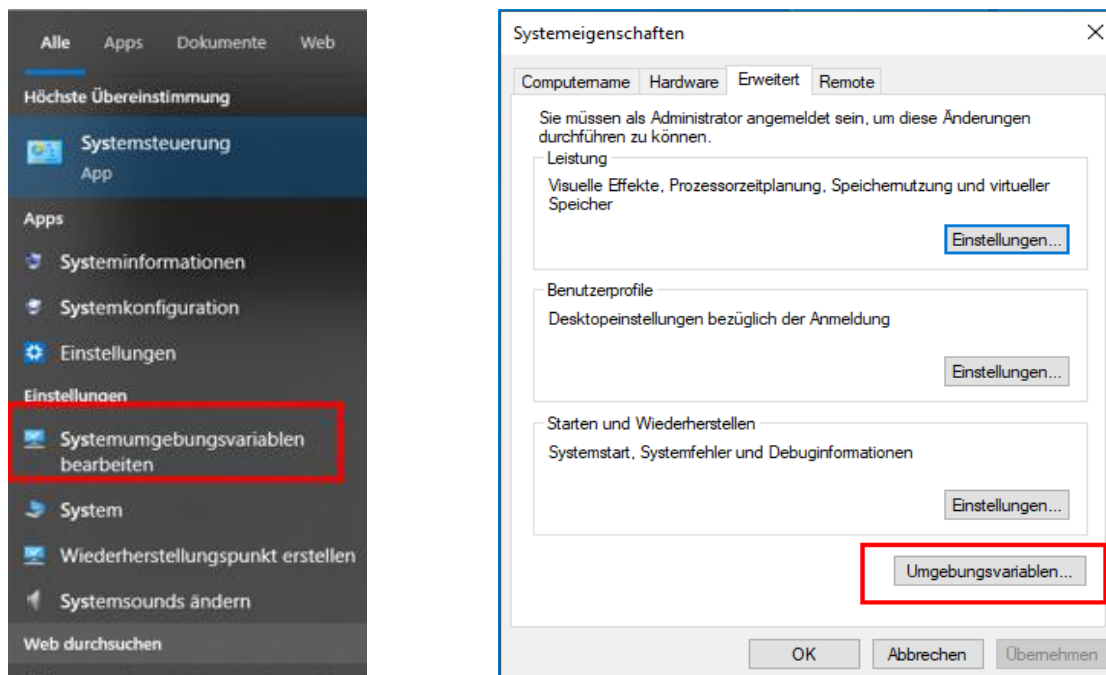 Alle Apps Dokumente Web
Höchste Übereinstimmung
Systemsteuerung
App
Apps
Systeminformationen
Systemkonfiguration
Einstellungen
Einstellungen
Systemumgebungsvariablen
bearbeiten
System
Wiederherstellungspunkt erstellen
Systemsounds ändern
Web durchsuchen
Systemeigenschaften
Computername Hardware Erweitert Remote
Sie müssen als Administrator angemeldet sein, um diese Änderungen
durchführen zu können.
Leistung
Visuelle Effekte, Prozessorzeitplanung, Speichernutzung und virtueller
Speicher
Einstellungen...
Benutzerprofile
Desktopeinstellungen bezüglich der Anmeldung
Einstellungen...
Starten und Wiederherstellen
Systemstart, Systemfehler und Debuginformationen
Einstellungen...
Umgebungsvariablen...
OK Abbrechen Übernehmen